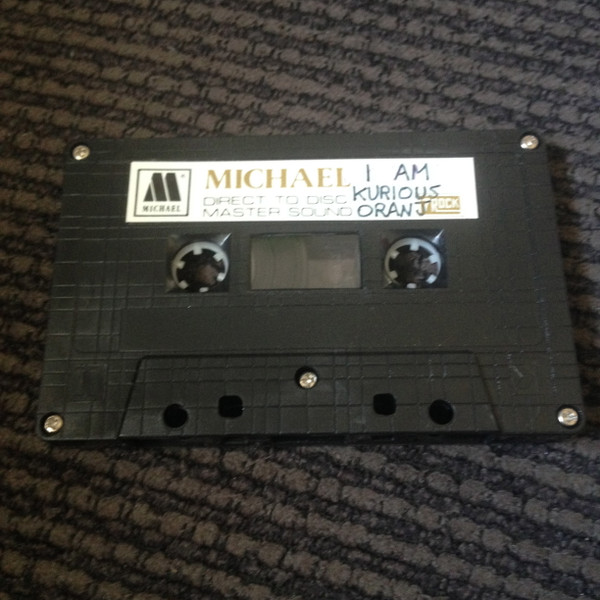 MICHAEL
MICHAEL
DIRECT TO DISC
MASTER SOUND
I AM
KURIOUS
ORANJ
ROCK